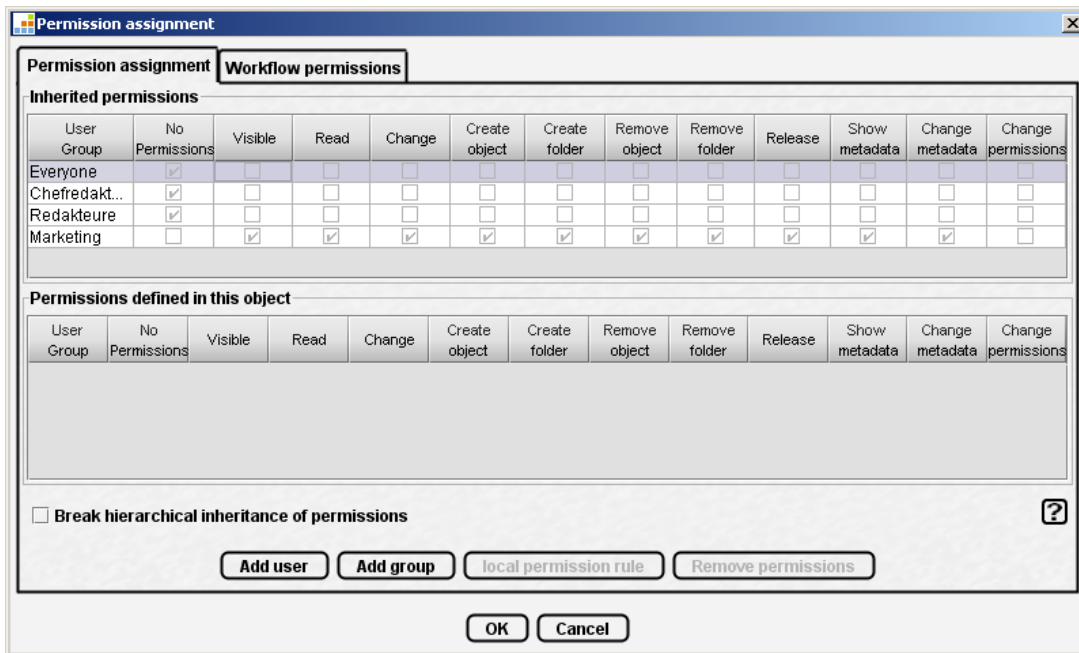 Permission assignment
Permission assignment Workflow permissions
Inherited permissions
User Group No Permissions Visible Read Change Create object Create folder Remove object Remove folder Release Show metadata Change metadata Change permissions
Everyone
Chefredakt...
Redakteure
Marketing
Permissions defined in this object
User Group No Permissions Visible Read Change Create object Create folder Remove object Remove folder Release Show metadata Change metadata Change permissions
Break hierarchical inheritance of permissions ?
Add user Add group local permission rule Remove permissions
OK Cancel